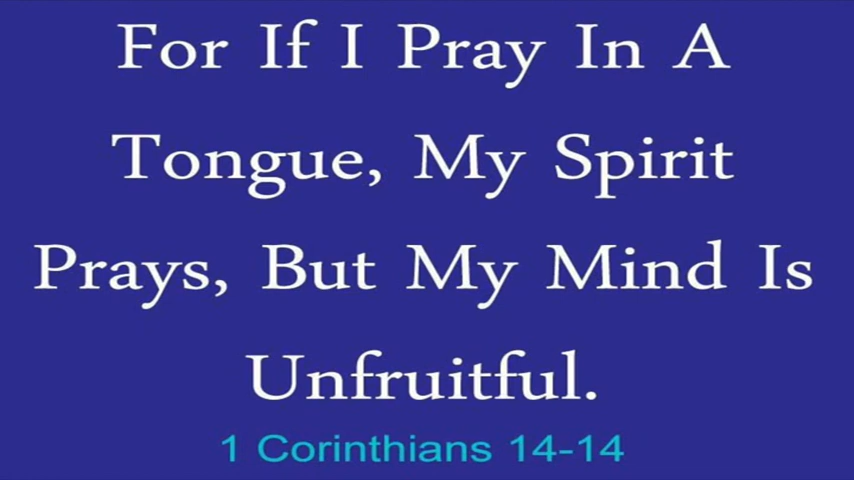 For If I Pray In A
Tongue, My Spirit
Prays, But My Mind Is
Unfruitful.
1 Corinthians 14-14